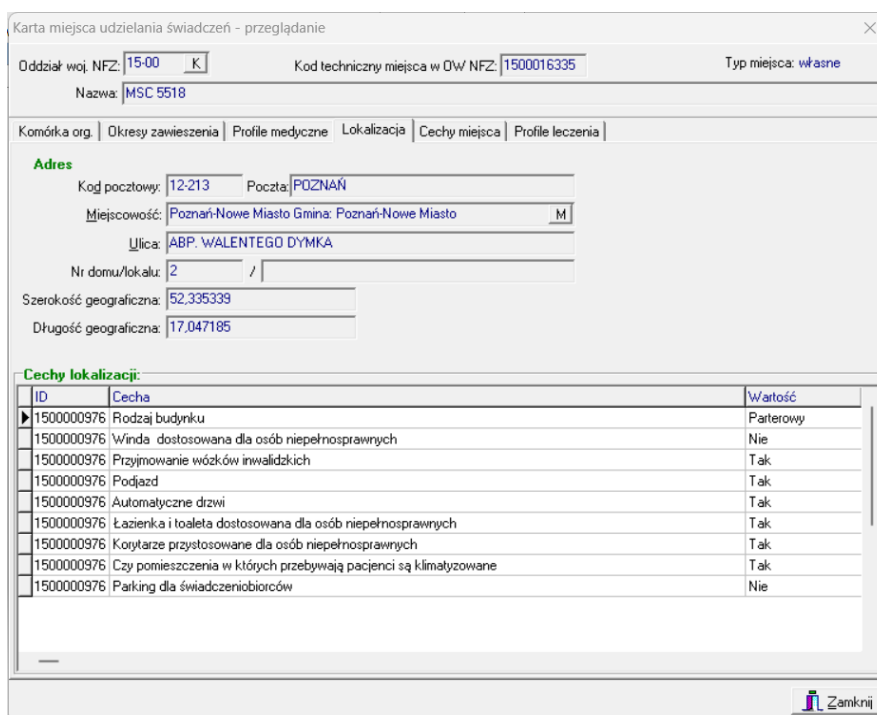 Karta miejsca udzielania świadczeń - przeglądanie
Oddział woj. NFZ: 15-00 K Kod techniczny miejsca w OW NFZ: 1500016335 Typ miejsca: własne
Nazwa: MSC 5518
Komórka org. Okresy zawieszenia Profile medyczne Lokalizacja Cechy miejsca Profile leczenia
Adres
Kod pocztowy: 12-213 Poczta: POZNAŃ
Miejscowość: Poznań-Nowe Miasto Gmina: Poznań-Nowe Miasto M
Ulica: ABP. WALENTEGO DYMKA
Nr domu/lokalu: 2 /
Szerokość geograficzna: 52,335339
Długość geograficzna: 17,047185
Cechy lokalizacji:
ID Cecha Wartość
1500000976 Rodzaj budynku Parterowy
1500000976 Winda dostosowana dla osób niepełnosprawnych Nie
1500000976 Przyjmowanie wózków inwalidzkich Tak
1500000976 Podjazd Tak
1500000976 Automatyczne drzwi Tak
1500000976 Łazienka i toaleta dostosowana dla osób niepełnosprawnych Tak
1500000976 Korytarze przystosowane dla osób niepełnosprawnych Tak
1500000976 Czy pomieszczenia w których przebywają pacjenci są klimatyzowane Tak
1500000976 Parking dla świadczeniobiorców Nie
Zamknij